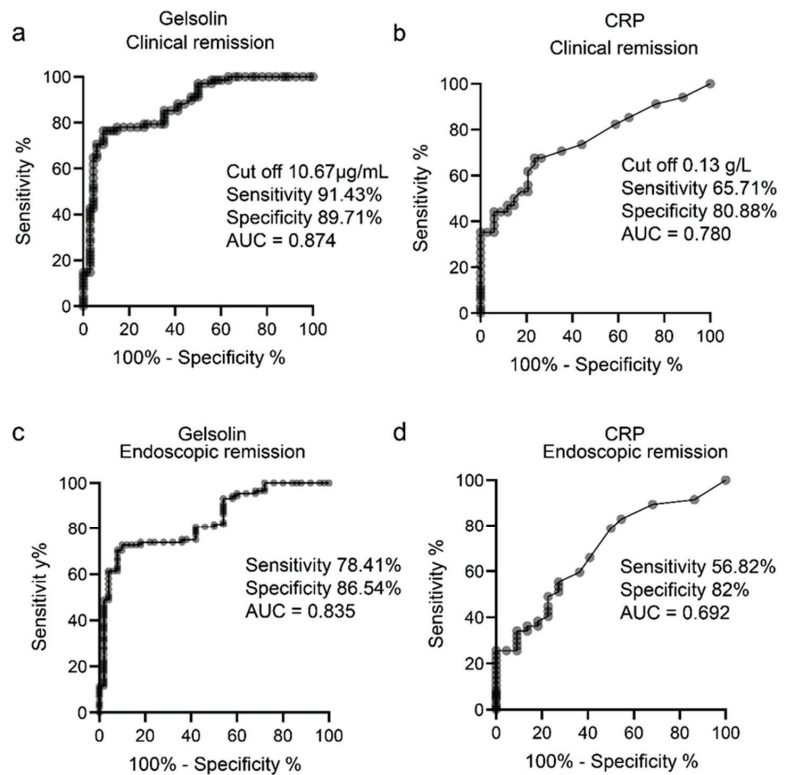 a
Gelsolin
Clinical remission
100
80
60
40
20
0
Sensitivity %
Cut off 10.67µg/mL
Sensitivity 91.43%
Specificity 89.71%
AUC = 0.874
0 20 40 60 80 100
100% - Specificity %
b
CRP
Clinical remission
100
80
60
40
20
0
Sensitivity %
Cut off 0.13 g/L
Sensitivity 65.71%
Specificity 80.88%
AUC = 0.780
0 20 40 60 80 100
100% - Specificity %
c
Gelsolin
Endoscopic remission
100
80
60
40
20
0
Sensitivit y%
Sensitivity 78.41%
Specificity 86.54%
AUC = 0.835
0 20 40 60 80 100
100% - Specificity %
d
CRP
Endoscopic remission
100
80
60
40
20
0
Sensitivity %
Sensitivity 56.82%
Specificity 82%
AUC = 0.692
0 20 40 60 80 100
100% - Specificity %